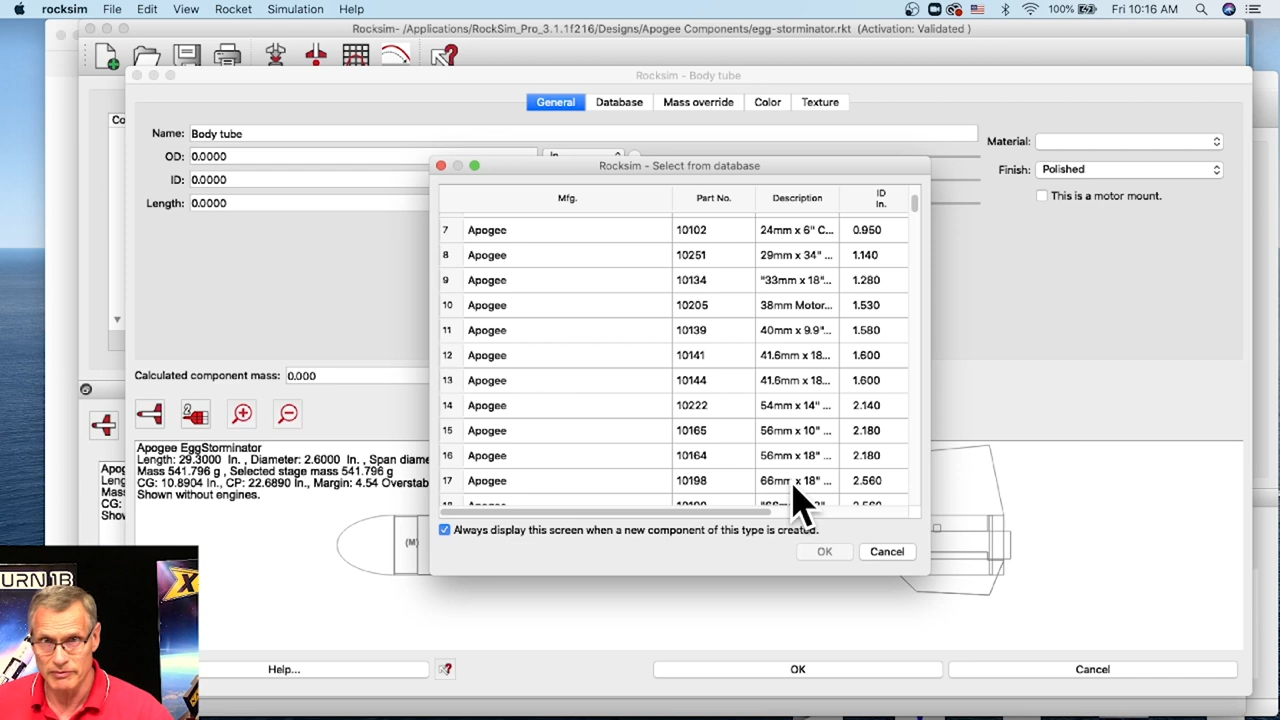 rocksim File Edit View Rocket Simulation Help 100% Fri 10:16 AM
Rocksim- /Applications/RockSim_Pro_3.1.1f216/Designs/Apogee Components/egg-storminator.rkt (Activation: Validated )
Rocksim - Body tube
General Database Mass override Color Texture
Co
Name: Body tube
OD: 0.0000 In.
ID: 0.0000
Length: 0.0000
Material:
Finish: Polished
This is a motor mount.
Rocksim - Select from database
Mfg. Part No. Description ID In.
7 Apogee 10102 24mm x 6" C... 0.950
8 Apogee 10251 29mm x 34" ... 1.140
9 Apogee 10134 "33mm x 18"... 1.280
10 Apogee 10205 38mm Motor... 1.530
11 Apogee 10139 40mm x 9.9"... 1.580
12 Apogee 10141 41.6mm x 18... 1.600
13 Apogee 10144 41.6mm x 18... 1.600
14 Apogee 10222 54mm x 14" ... 2.140
15 Apogee 10165 56mm x 10" ... 2.180
16 Apogee 10164 56mm x 18" ... 2.180
17 Apogee 10198 66mm x 18" ... 2.560
Always display this screen when a new component of this type is created.
OK Cancel
Calculated component mass: 0.000
Apogee EggStorminator
Length: 29.3000 In. , Diameter: 2.6000 In. , Span diame
Mass 541.796 g , Selected stage mass 541.796 g
CG: 10.8904 In., CP: 22.6890 In., Margin: 4.54 Overstab
Shown without engines.
Apog
Leng
Mass
CG:
Show
(M)
Help... OK Cancel
URN 1B
X